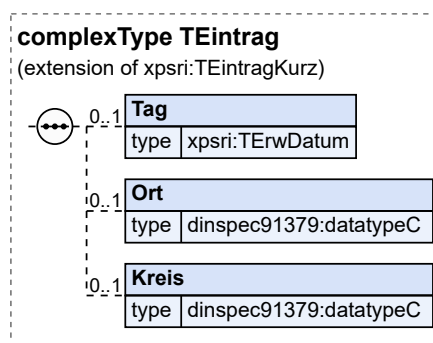 complexType TEintrag
(extension of xpsri:TEintragKurz)
0..1 Tag
type xpsri:TErwDatum
0..1 Ort
type dinspec91379:datatypeC
0..1 Kreis
type dinspec91379:datatypeC